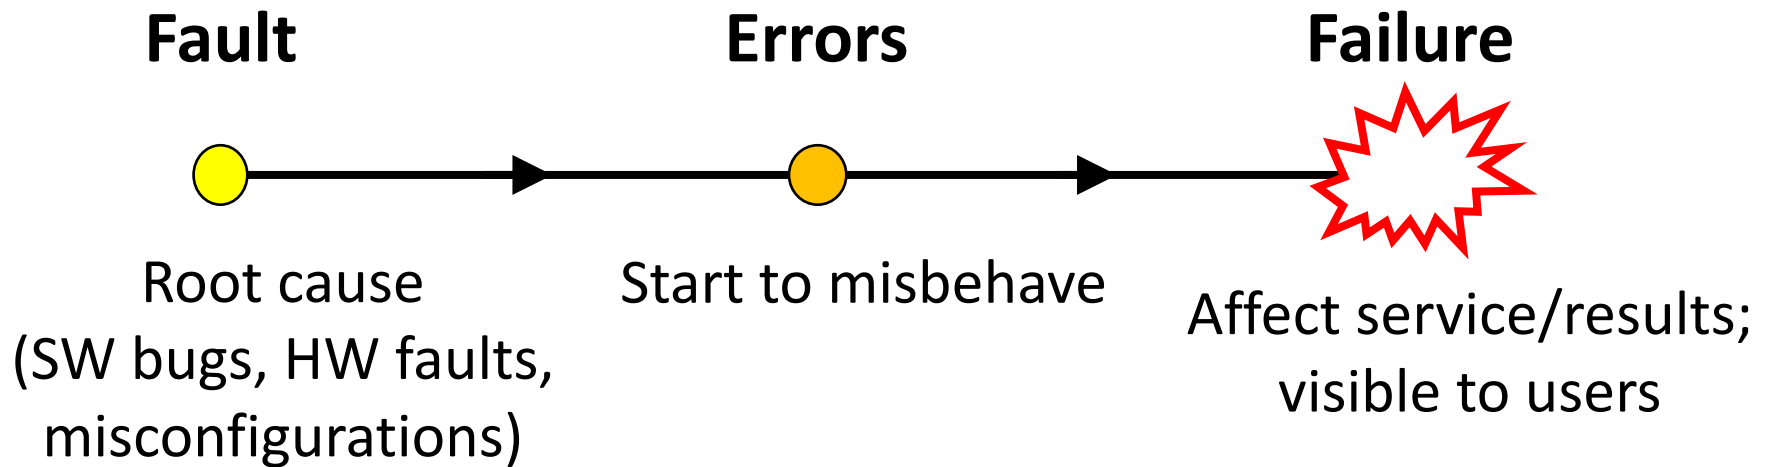 Fault
Errors
Failure
Root cause
(SW bugs, HW faults,
misconfigurations)
Start to misbehave
Affect service/results;
visible to users